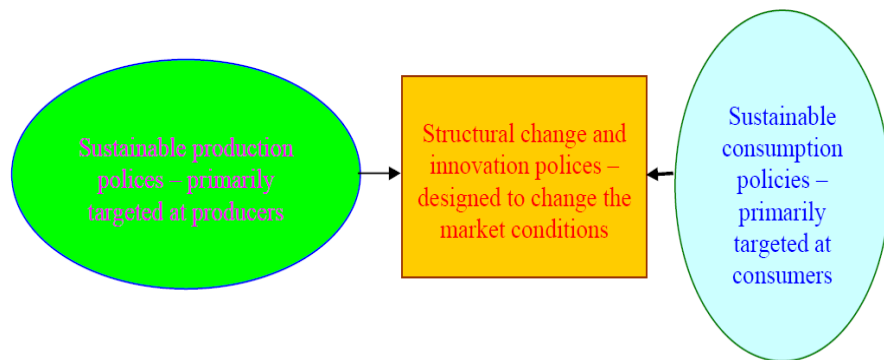 Sustainable production
polices – primarily
targeted at producers
Structural change and
innovation polices –
designed to change the
market conditions
Sustainable
consumption
policies –
primarily
targeted at
consumers